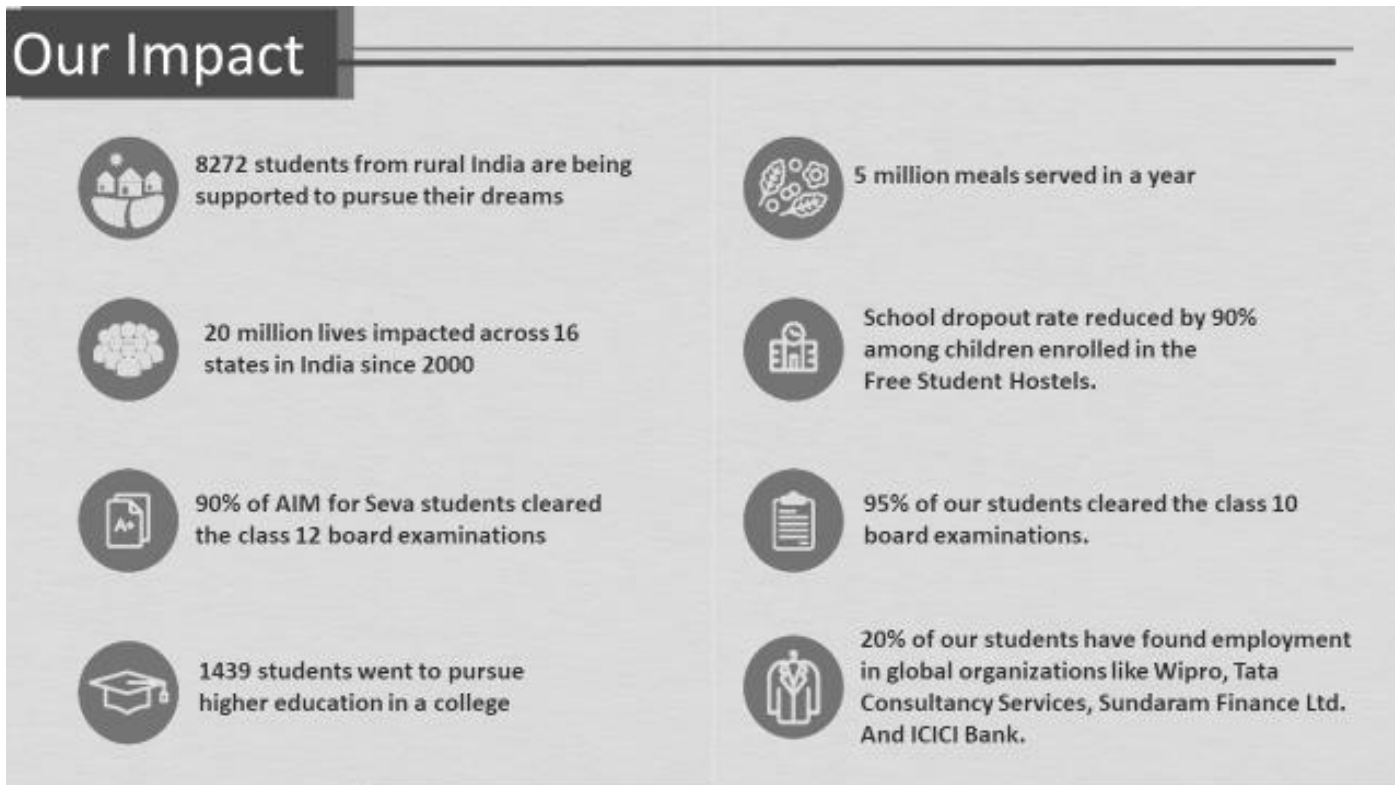 Our Impact
8272 students from rural India are being
supported to pursue their dreams
5 million meals served in a year
20 million lives impacted across 16
states in India since 2000
School dropout rate reduced by 90%
among children enrolled in the
Free Student Hostels.
90% of AIM for Seva students cleared
the class 12 board examinations
A+
95% of our students cleared the class 10
board examinations.
1439 students went to pursue
higher education in a college
20% of our students have found employment
in global organizations like Wipro, Tata
Consultancy Services, Sundaram Finance Ltd.
And ICICI Bank.